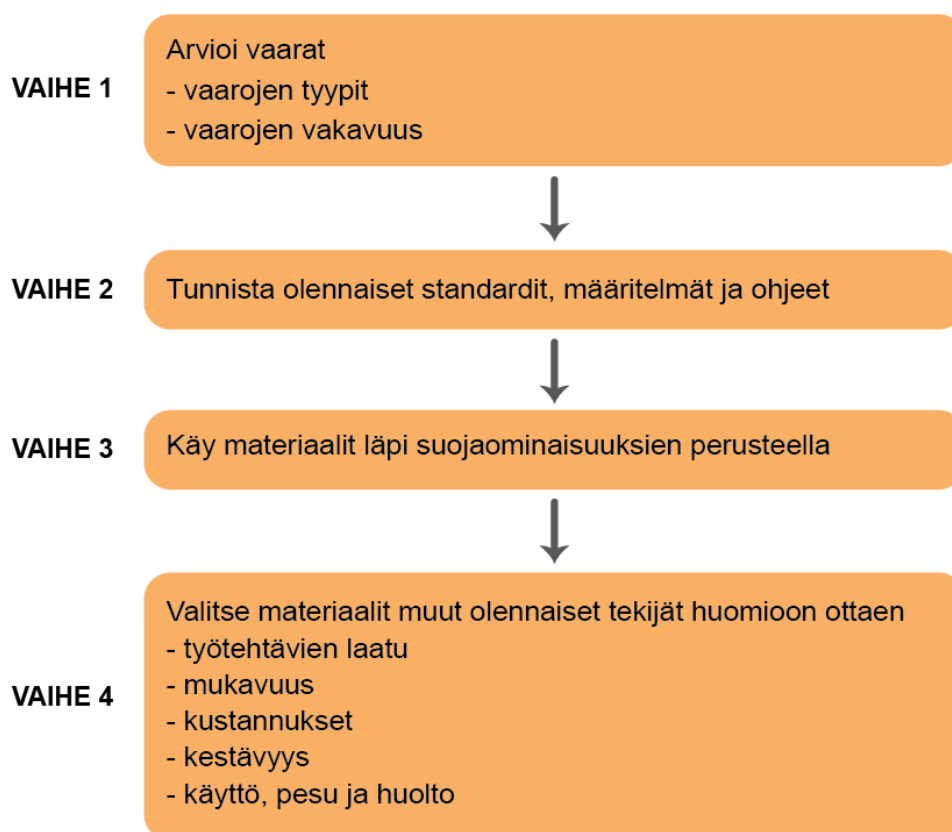 VAIHE 1
Arvioi vaarat
- vaarojen tyypit
- vaarojen vakavuus
VAIHE 2
Tunnista olennaiset standardit, määritelmät ja ohjeet
VAIHE 3
Käy materiaalit läpi suojaominaisuuksien perusteella
VAIHE 4
Valitse materiaalit muut olennaiset tekijät huomioon ottaen
- työtehtävien laatu
- mukavuus
- kustannukset
- kestävyys
- käyttö, pesu ja huolto